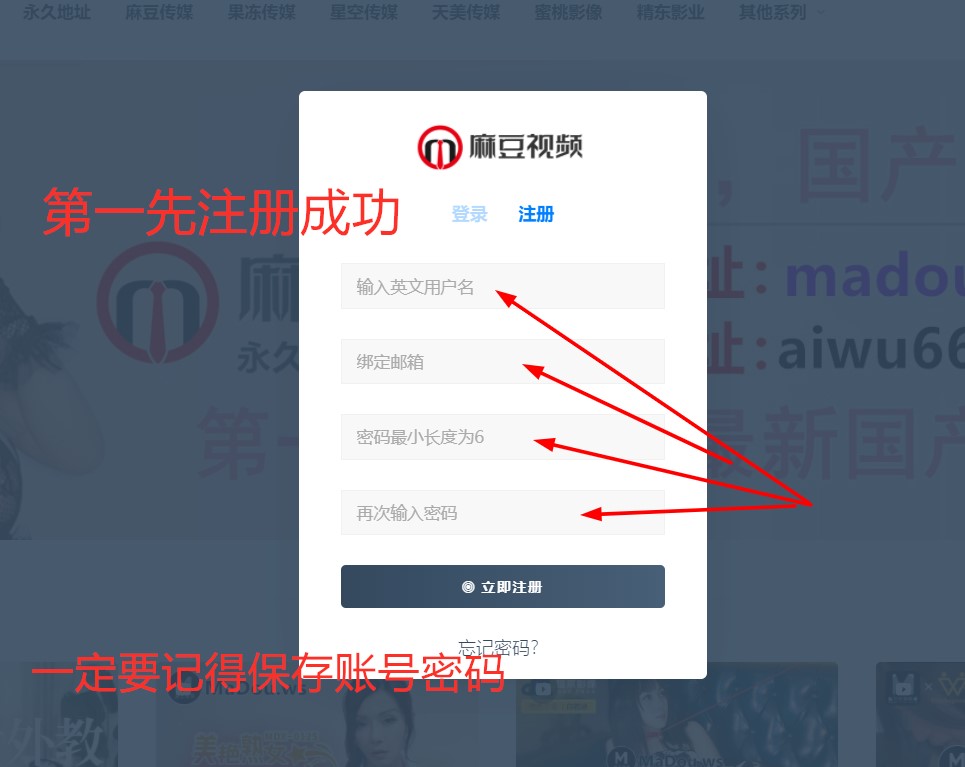 永久地址 麻豆传媒 果冻传媒 星空传媒 天美传媒 蜜桃影像 精东影业 其他系列
麻豆视频
，国产
第一先注册成功
登录 注册
麻
址：madou
输入英文用户名
永久
址：aiwu66
绑定邮箱
第一
最新国产
密码最小长度为6
再次输入密码
立即注册
忘记密码?
一定要记得保存账号密码
MaDou.ws
外教
MaDou.ws